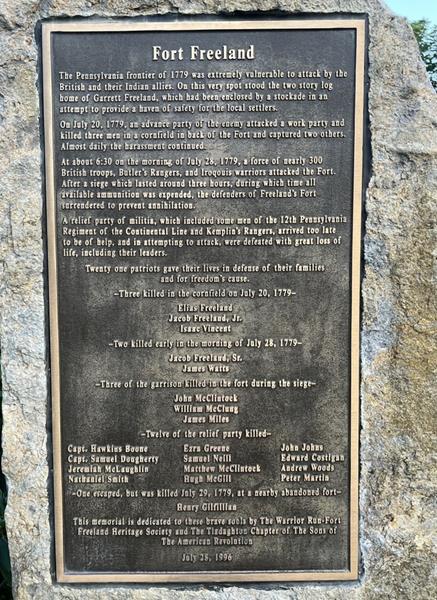 Fort Freeland
The Pennsylvania frontier of 1779 was extremely vulnerable to attack by the
British and their Indian allies. On this very spot stood the two story log
home of Garrett Freeland, which had been enclosed by a stockade in an
attempt to provide a haven of safety for the local settlers.
On July 20, 1779, an advance party of the enemy attacked a work party and
killed three men in a cornfield in back of the Fort and captured two others.
Almost daily the harassment continued.
At about 6:30 on the morning of July 28, 1779, a force of nearly 300
British troops, Butler's Rangers, and Iroquois warriors attacked the Fort.
After a siege which lasted around three hours, during which time all
available ammunition was expended, the defenders of Freeland's Fort
surrendered to prevent annihilation.
A relief party of militia, which included some men of the 12th Pennsylvania
Regiment of the Continental Line and Kemplin's Rangers, arrived too late
to be of help, and in attempting to attack, were defeated with great loss of
life, including their leaders.
Twenty one patriots gave their lives in defense of their families
and for freedom's cause.
-Three killed in the cornfield on July 20, 1779-
Elias Freeland
Jacob Freeland, Jr.
Isaac Vincent
-Two killed early in the morning of July 28, 1779-
Jacob Freeland, Sr.
James Watts
-Three of the garrison killed in the fort during the siege-
John McClintock
William McClung
James Miles
-Twelve of the relief party killed-
Capt. Hawkins Boone Ezra Greene John Johns
Capt. Samuel Dougherty Samuel Neill Edward Costigan
Jeremiah McLaughlin Matthew McClintock Andrew Woods
Nathaniel Smith Hugh McGill Peter Martin
-One escaped, but was killed July 29, 1779, at a nearby abandoned fort-
Henry Gilfillian
This memorial is dedicated to these brave souls by The Warrior Run-Fort
Freeland Heritage Society and The Tiadaghton Chapter of The Sons of
The American Revolution
July 28, 1996